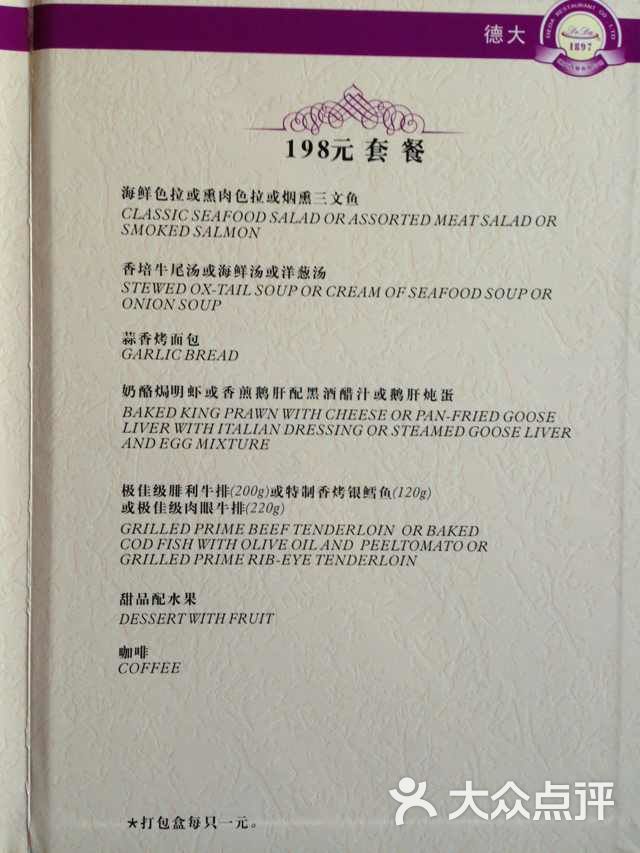 德大
DEDA RESTAURANT CO., LTD
De Da
1897
198元 套 餐
海鲜色拉或熏肉色拉或烟熏三文鱼
CLASSIC SEAFOOD SALAD OR ASSORTED MEAT SALAD OR
SMOKED SALMON
香培牛尾汤或海鲜汤或洋葱汤
STEWED OX-TAIL SOUP OR CREAM OF SEAFOOD SOUP OR
ONION SOUP
蒜香烤面包
GARLIC BREAD
奶酪焗明虾或香煎鹅肝配黑酒醋汁或鹅肝炖蛋
BAKED KING PRAWN WITH CHEESE OR PAN-FRIED GOOSE
LIVER WITH ITALIAN DRESSING OR STEAMED GOOSE LIVER
AND EGG MIXTURE
极佳级腓利牛排(200g)或特制香烤银鳕鱼(120g)
或极佳级肉眼牛排(220g)
GRILLED PRIME BEEF TENDERLOIN OR BAKED
COD FISH WITH OLIVE OIL AND PEELTOMATO OR
GRILLED PRIME RIB-EYE TENDERLOIN
甜品配水果
DESSERT WITH FRUIT
咖啡
COFFEE
*打包盒每只一元。
大众点评